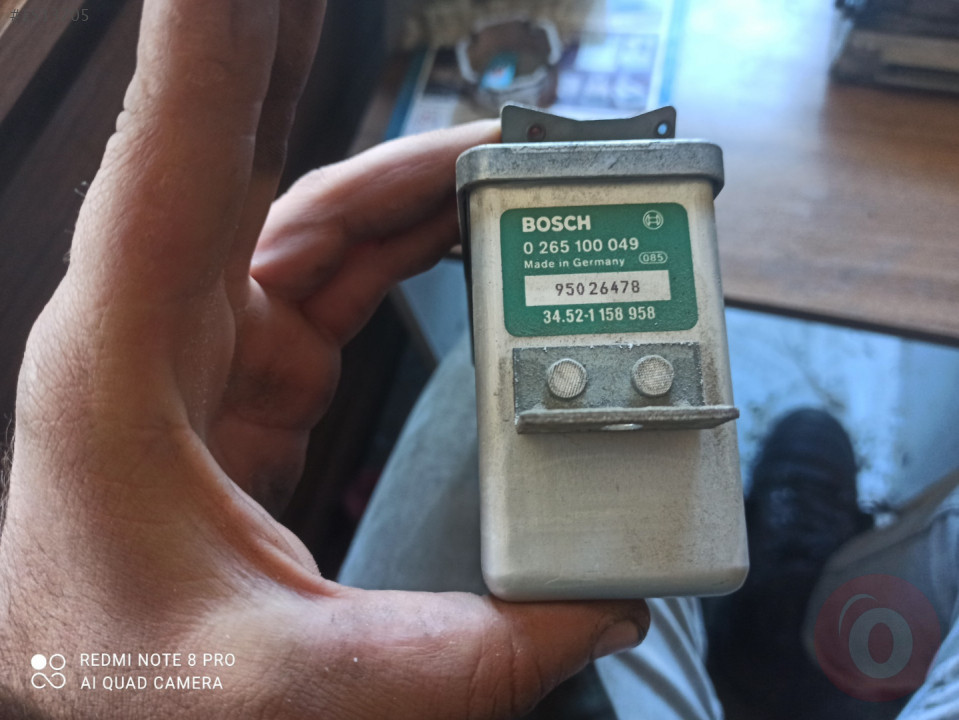 BOSCH
0 265 100 049
Made in Germany 085
95026478
34.52-1 158 958
REDMI NOTE 8 PRO
AI QUAD CAMERA